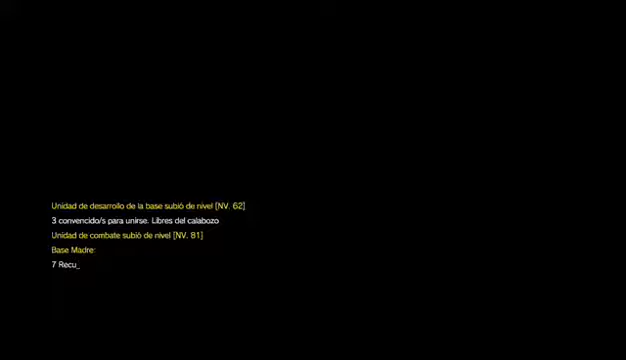 Unidad de desarrollo de la base subió de nivel [NV. 62]
3 convencido/s para unirse. Libres del calabozo
Unidad de combate subió de nivel [NV. 81]
Base Madre:
7 Recu_